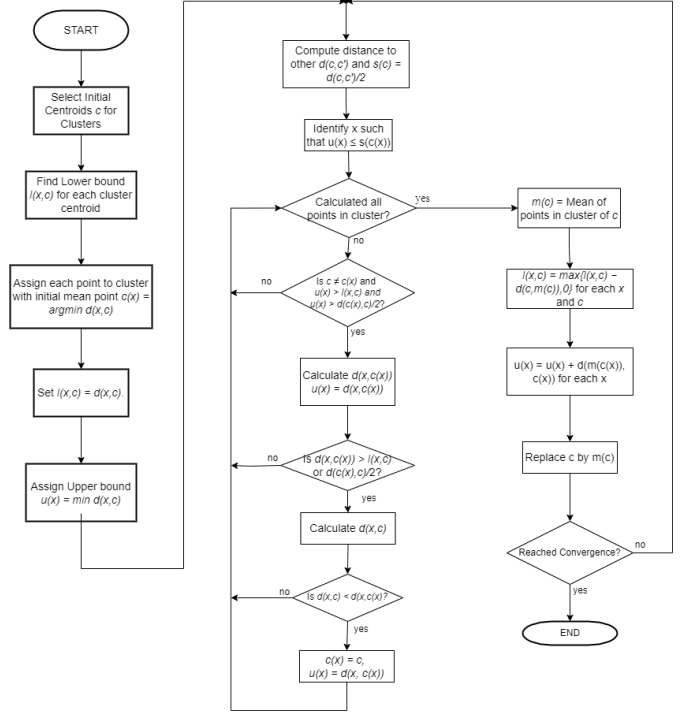 START
Select Initial
Centroids c for
Clusters
Find Lower bound
l(x,c) for each cluster
centroid
Assign each point to cluster
with initial mean point c(x) =
argmin d(x,c)
Set l(x,c) = d(x,c).
Assign Upper bound
u(x) = min d(x,c)
Compute distance to
other d(c,c') and s(c) =
d(c,c')/2
Identify x such
that u(x) ≤ s(c(x))
Calculated all
points in cluster?
yes
no
Is c ≠ c(x) and
u(x) > l(x,c) and
u(x) > d(c(x),c)/2?
no
yes
Calculate d(x,c(x))
u(x) = d(x,c(x))
Is d(x,c(x)) > l(x,c)
or d(c(x),c)/2?
no
yes
Calculate d(x,c)
Is d(x,c) < d(x,c(x)?
no
yes
c(x) = c,
u(x) = d(x, c(x))
m(c) = Mean of
points in cluster of c
l(x,c) = max{l(x,c) −
d(c,m(c)),0} for each x
and c
u(x) = u(x) + d(m(c(x)),
c(x)) for each x
Replace c by m(c)
Reached Convergence?
no
yes
END